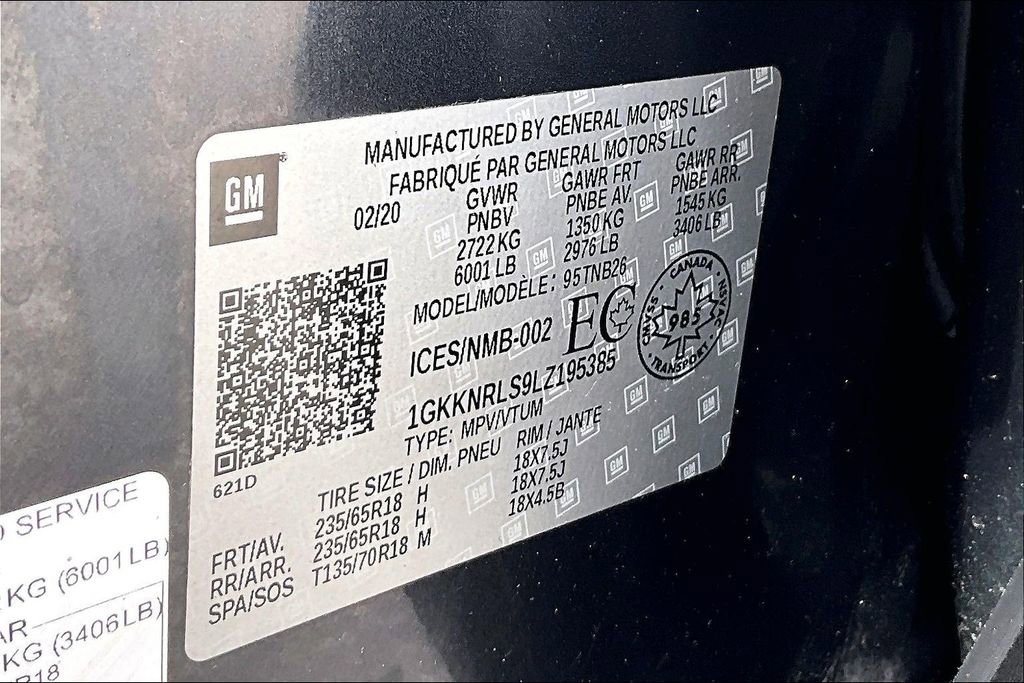 MANUFACTURED BY GENERAL MOTORS LLC
FABRIQUÉ PAR GENERAL MOTORS LLC
GM
02/20
GVWR GAWR FRT GAWR RR
PNBV PNBE AV. PNBE ARR.
2722 KG 1350 KG 1545 KG
6001 LB 2976 LB 3406 LB
MODEL/MODÈLE: 95TNB26
ICES/NMB-002 EC
CANADA
985
TRANSPORT
1GKKNRLS9LZ195385
TYPE: MPV/VTUM
621D
TIRE SIZE / DIM. PNEU RIM / JANTE
FRT/AV. 235/65R18 H 18X7.5J
RR/ARR. 235/65R18 H 18X7.5J
SPA/SOS T135/70R18 M 18X4.5B
SERVICE
KG (6001LB)
KG (3406LB)
R18